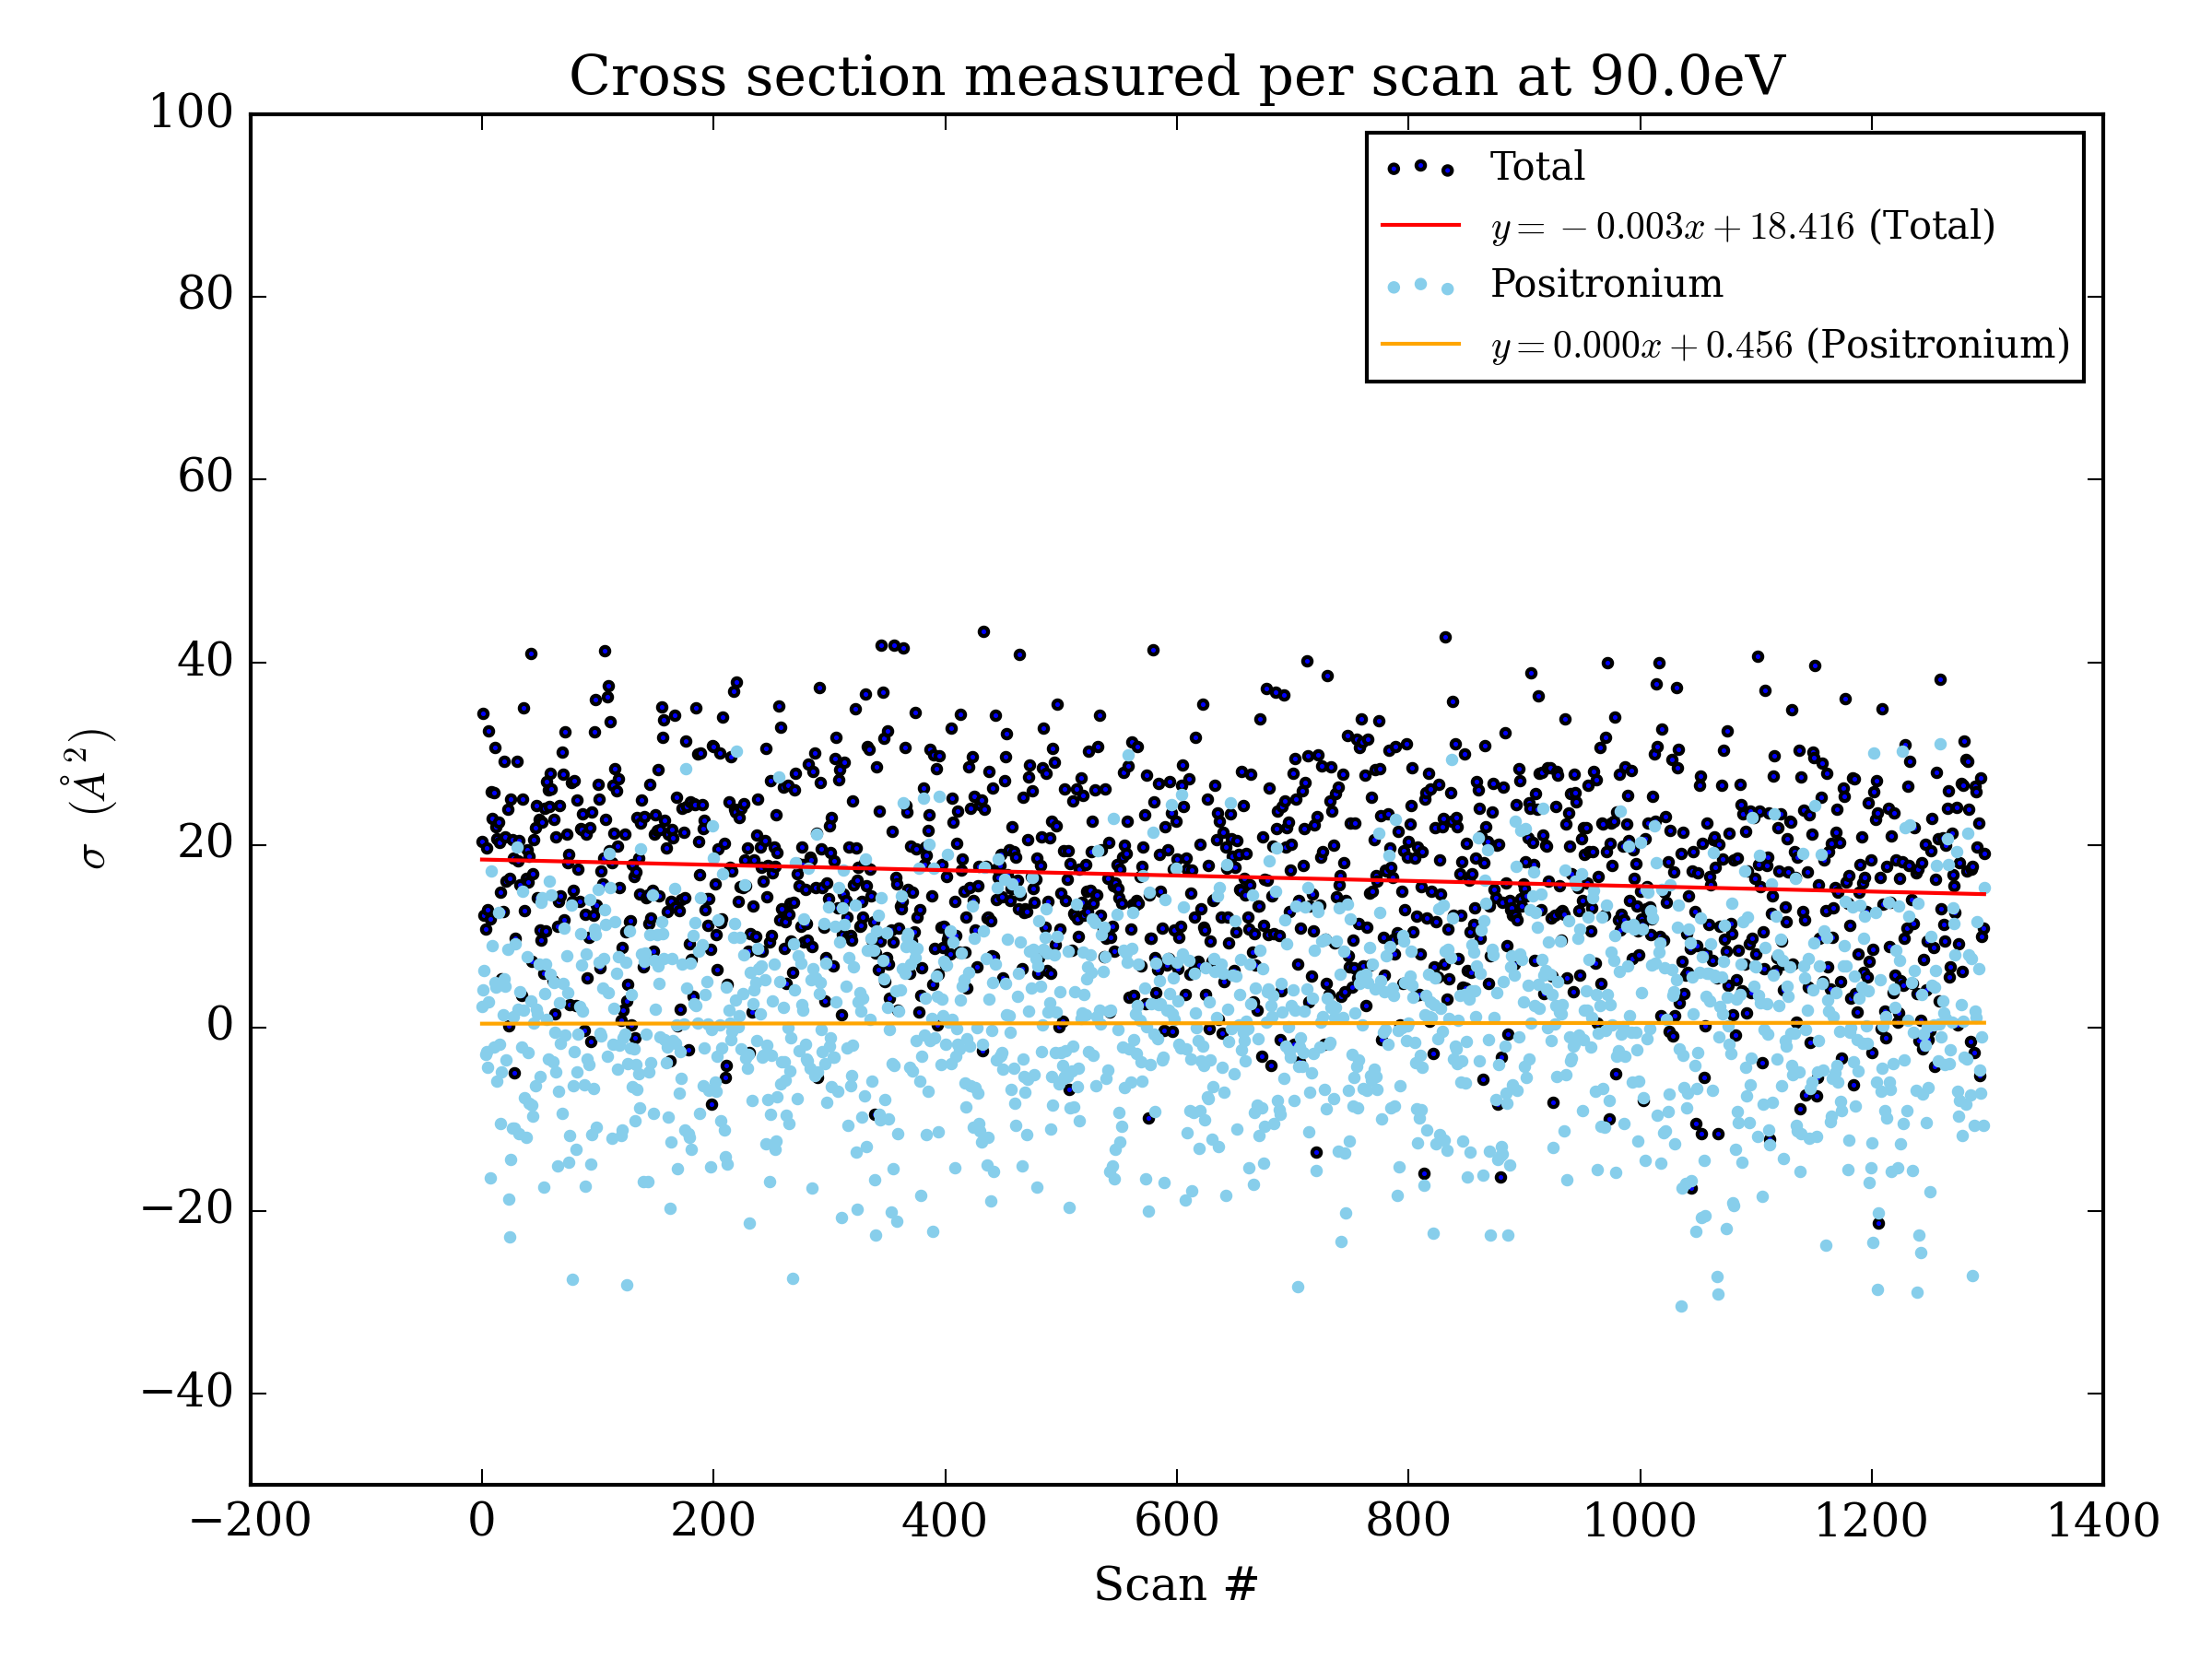 Cross section measured per scan at 90.0eV
100
80
60
40
20
0
−20
−40
σ (Å²)
Total
y = −0.003x + 18.416 (Total)
Positronium
y = 0.000x + 0.456 (Positronium)
−200 0 200 400 600 800 1000 1200 1400
Scan #